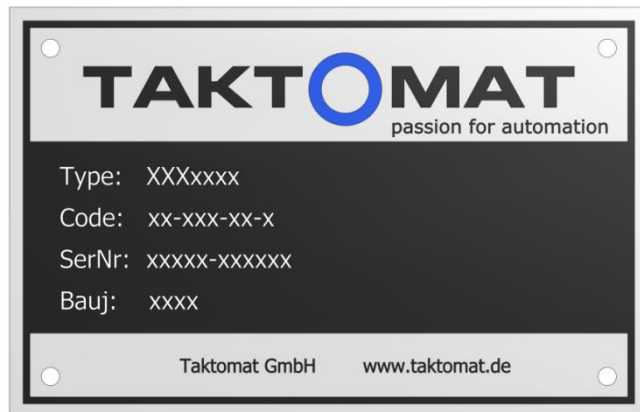 TAKTOMAT
passion for automation
Type: XXXxxxx
Code: xx-xxx-xx-x
SerNr: xxxxx-xxxxxx
Bauj: xxxx
Taktomat GmbH www.taktomat.de